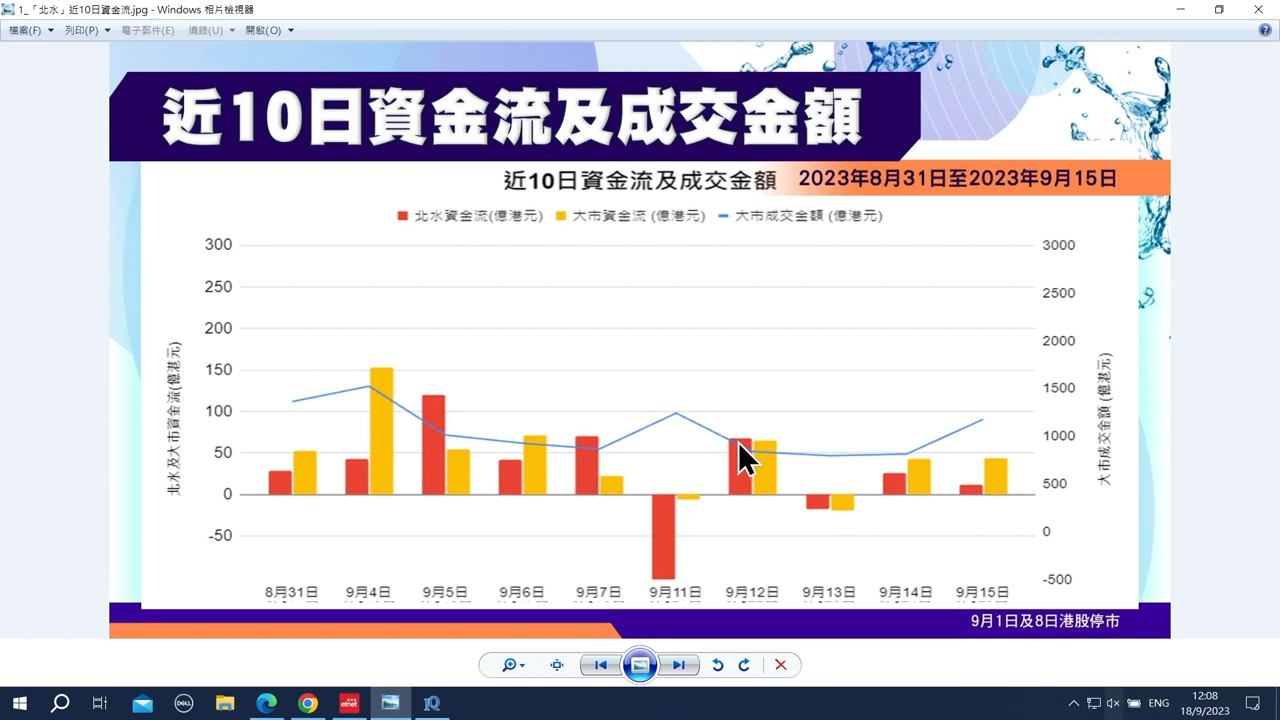 1_「北水」近10日資金流.jpg - Windows 相片檢視器
檔案(F) 列印(P) 電子郵件(E) 燒錄(U) 開啟(O)
近10日資金流及成交金額
近10日資金流及成交金額
2023年8月31日至2023年9月15日
北水資金流(億港元) 大市資金流 (億港元) 大市成交金額 (億港元)
300 3000
250 2500
200 2000
150 1500
100 1000
50 500
0 0
-50 -500
北水及大市資金流(億港元)
大市成交金額 (億港元)
8月31日 9月4日 9月5日 9月6日 9月7日 9月11日 9月12日 9月13日 9月14日 9月15日
9月1日及8日港股停市
DELL
etnet
IQ
ENG
12:08
18/9/2023